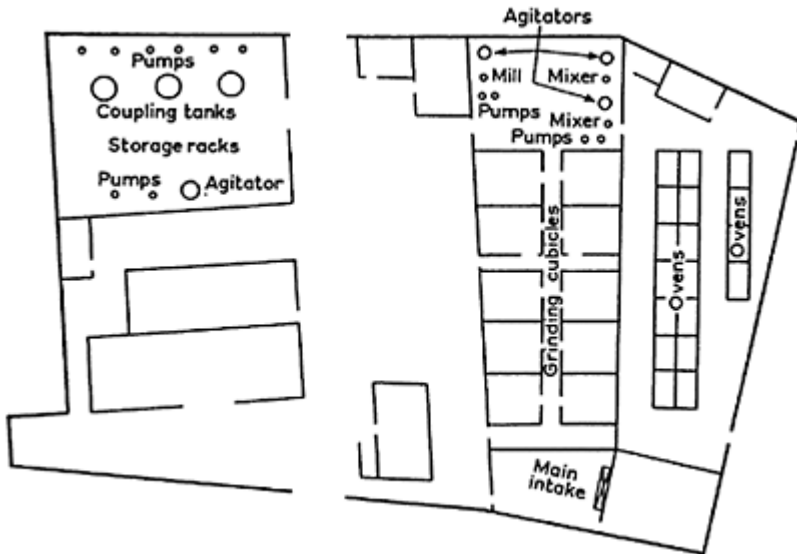 Agitators
Pumps
Mill
Mixer
Coupling tanks
Pumps
Mixer
Storage racks
Pumps
Pumps
Agitator
Grinding cubicles
Ovens
Ovens
Main
intake